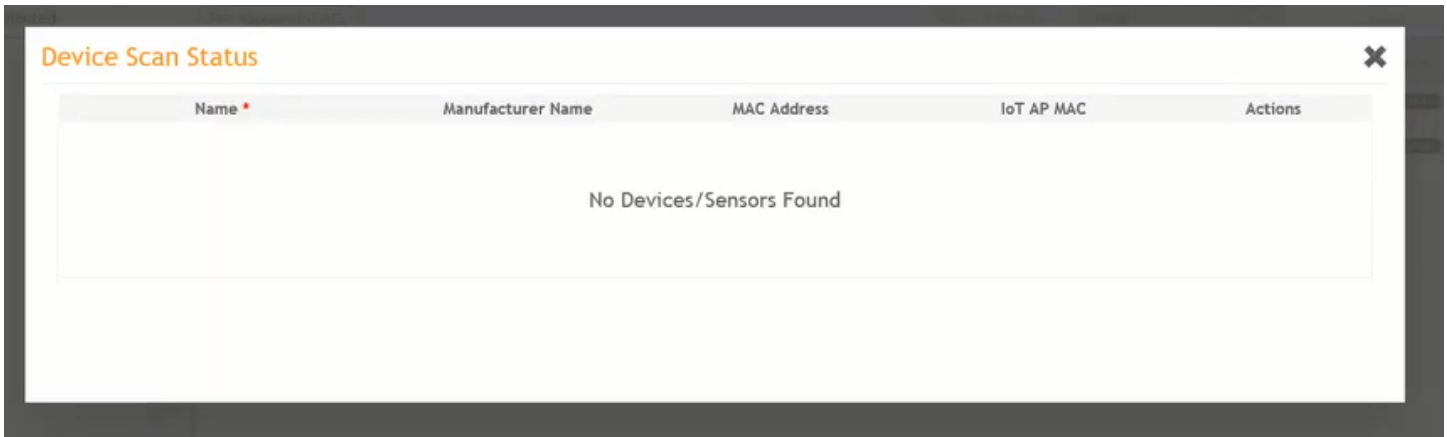 Device Scan Status
Name * Manufacturer Name MAC Address IoT AP MAC Actions
No Devices/Sensors Found